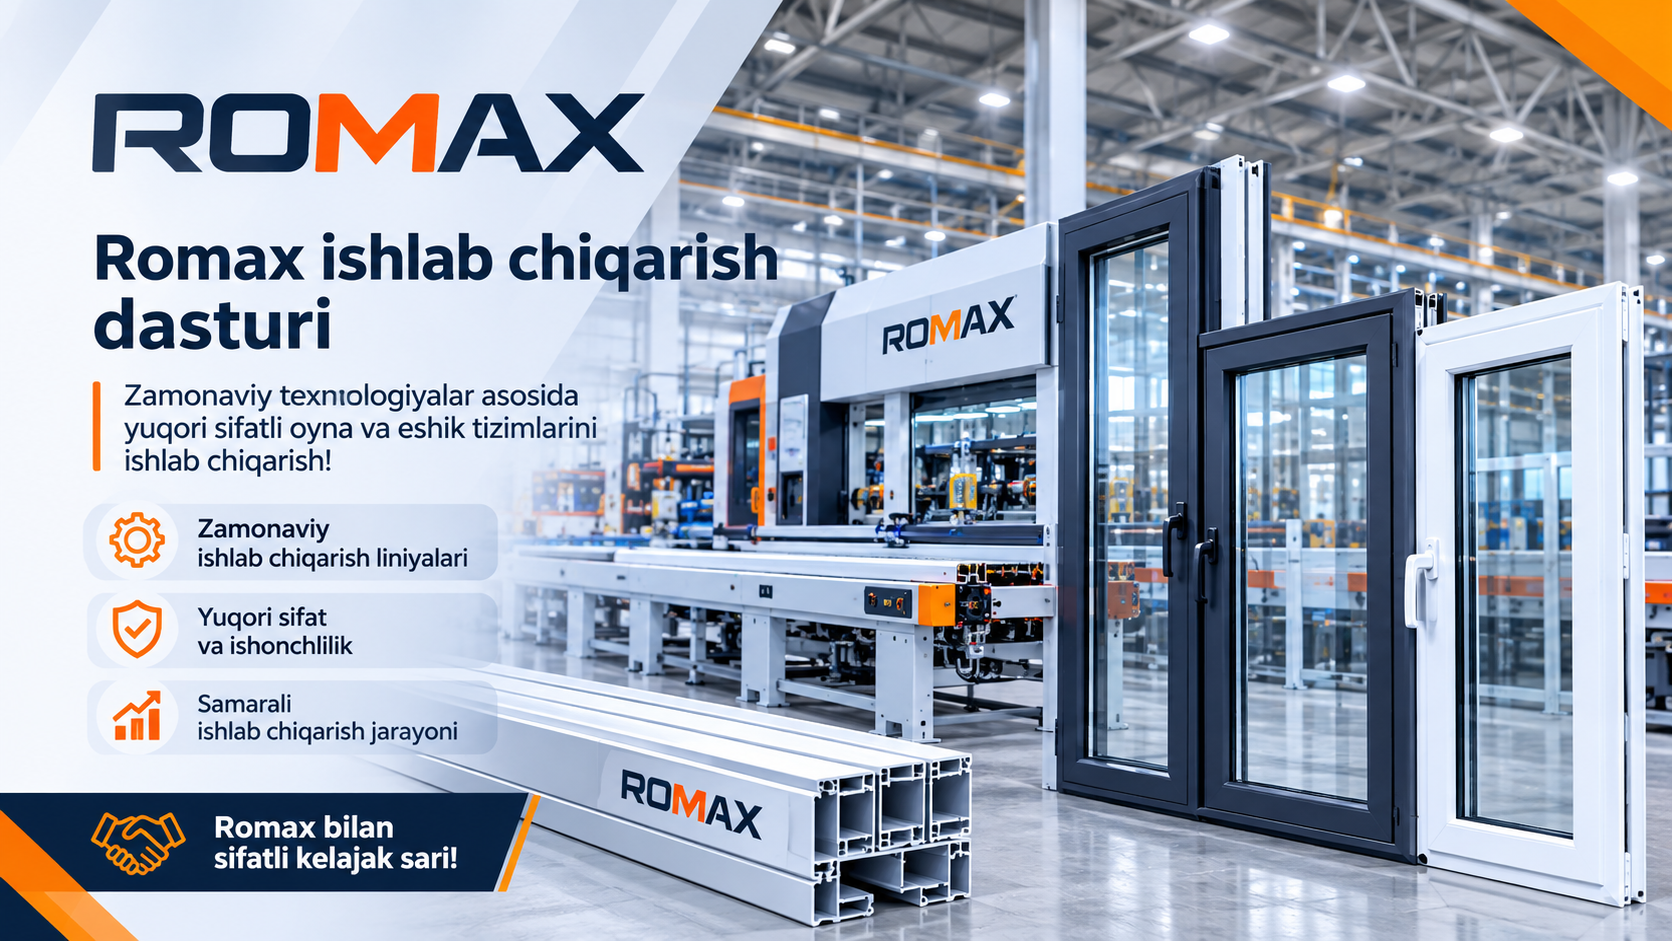 ROMAX
Romax ishlab chiqarish
dasturi
Zamonaviy texnologiyalar asosida
yuqori sifatli oyna va eshik tizimlarini
ishlab chiqarish!
Zamonaviy
ishlab chiqarish liniyalari
Yuqori sifat
va ishonchlilik
Samarali
ishlab chiqarish jarayoni
Romax bilan
sifatli kelajak sari!
ROMAX
ROMAX